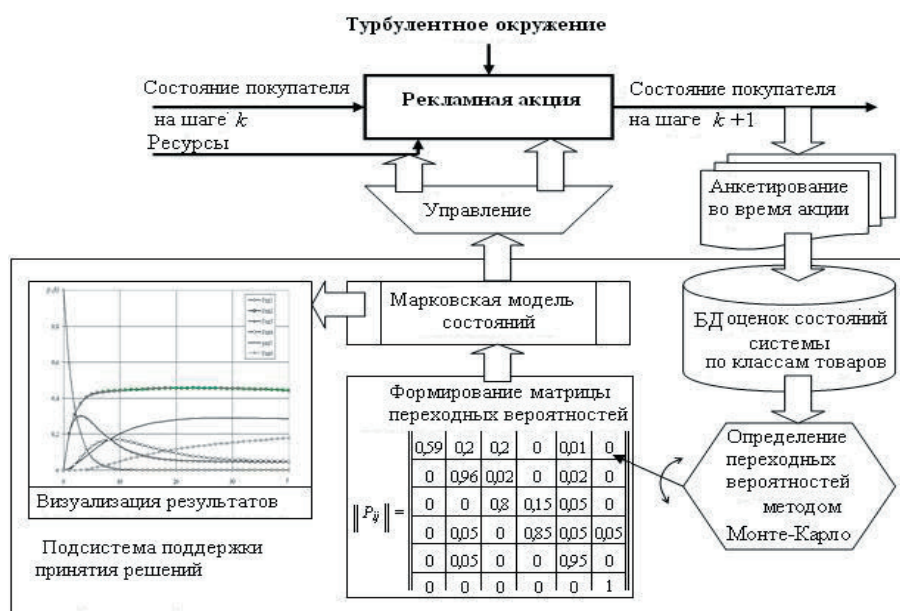 Турбулентное окружение
Состояние покупателя
на шаге k
Ресурсы
Рекламная акция
Состояние покупателя
на шаге k+1
Анкетирование
во время акции
Управление
Марковская модель
состояний
БД оценок состояний
системы
по классам товаров
Формирование матрицы
переходных вероятностей
‖P_ij‖ =
0,59 0,2 0,2 0 0,01 0
0 0,96 0,02 0 0,02 0
0 0 0,8 0,15 0,05 0
0 0,05 0 0,85 0,05 0,05
0 0,05 0 0 0,95 0
0 0 0 0 0 1
Определение
переходных
вероятностей
методом
Монте-Карло
Визуализация результатов
Подсистема поддержки
принятия решений